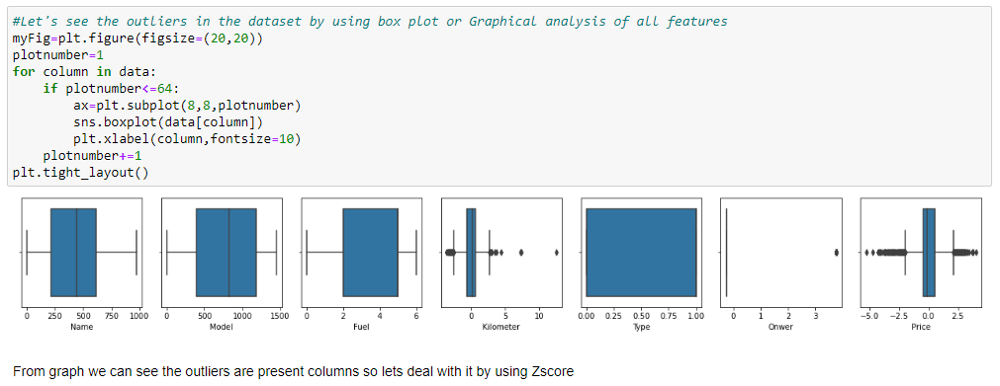 #Let's see the outliers in the dataset by using box plot or Graphical analysis of all features
myFig=plt.figure(figsize=(20,20))
plotnumber=1
for column in data:
    if plotnumber<=64:
        ax=plt.subplot(8,8,plotnumber)
        sns.boxplot(data[column])
        plt.xlabel(column,fontsize=10)
    plotnumber+=1
plt.tight_layout()
0 250 500 750 1000 0 500 1000 1500 0 2 4 6 0 5 10 0.00 0.25 0.50 0.75 1.00 0 1 2 3 −5.0 −2.5 0.0 2.5
Name Model Fuel Kilometer Type Onwer Price
From graph we can see the outliers are present columns so lets deal with it by using Zscore